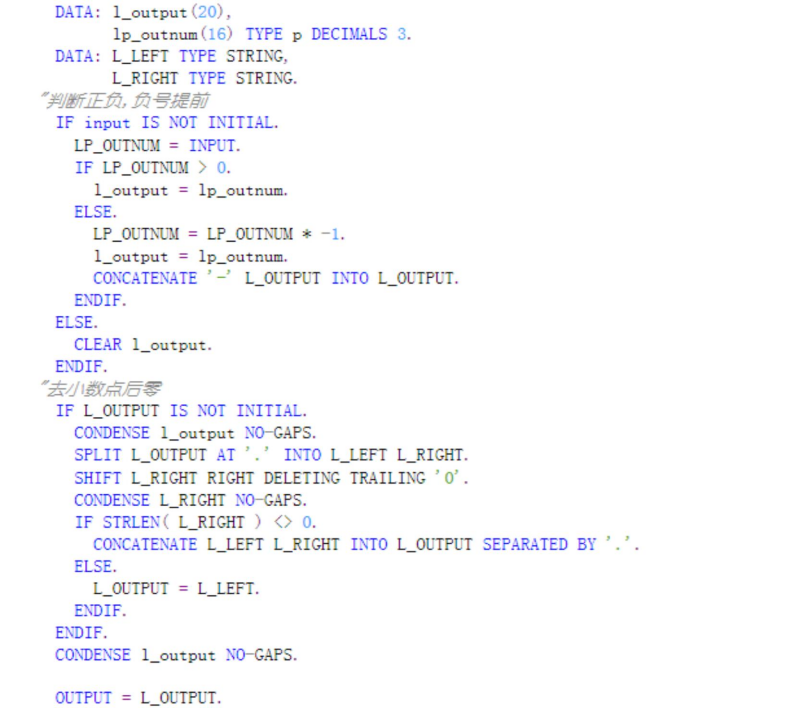 DATA: l_output(20),
      lp_outnum(16) TYPE p DECIMALS 3.
DATA: L_LEFT TYPE STRING,
      L_RIGHT TYPE STRING.
"判断正负,负号提前
IF input IS NOT INITIAL.
  LP_OUTNUM = INPUT.
  IF LP_OUTNUM > 0.
    l_output = lp_outnum.
  ELSE.
    LP_OUTNUM = LP_OUTNUM * -1.
    l_output = lp_outnum.
    CONCATENATE '-' L_OUTPUT INTO L_OUTPUT.
  ENDIF.
ELSE.
  CLEAR l_output.
ENDIF.
"去小数点后零
IF L_OUTPUT IS NOT INITIAL.
  CONDENSE l_output NO-GAPS.
  SPLIT L_OUTPUT AT '.' INTO L_LEFT L_RIGHT.
  SHIFT L_RIGHT RIGHT DELETING TRAILING '0'.
  CONDENSE L_RIGHT NO-GAPS.
  IF STRLEN( L_RIGHT ) <> 0.
    CONCATENATE L_LEFT L_RIGHT INTO L_OUTPUT SEPARATED BY '.'.
  ELSE.
    L_OUTPUT = L_LEFT.
  ENDIF.
ENDIF.
CONDENSE l_output NO-GAPS.
OUTPUT = L_OUTPUT.